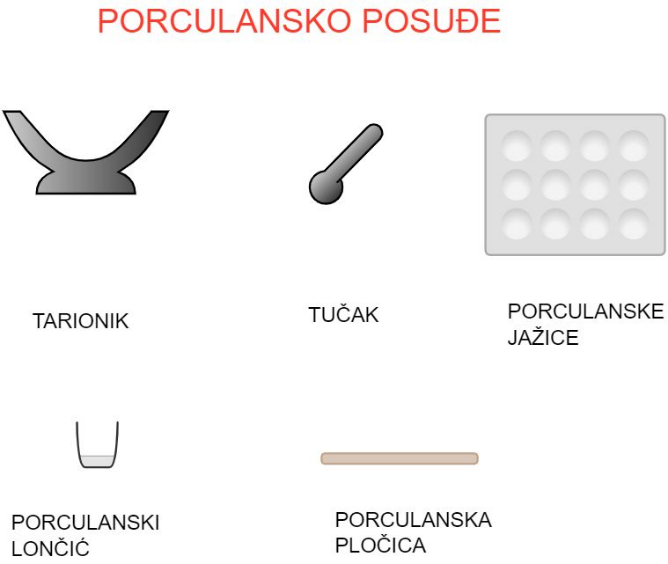 PORCULANSKO POSUĐE
TARIONIK
TUČAK
PORCULANSKE
JAŽICE
PORCULANSKI
LONČIĆ
PORCULANSKA
PLOČICA